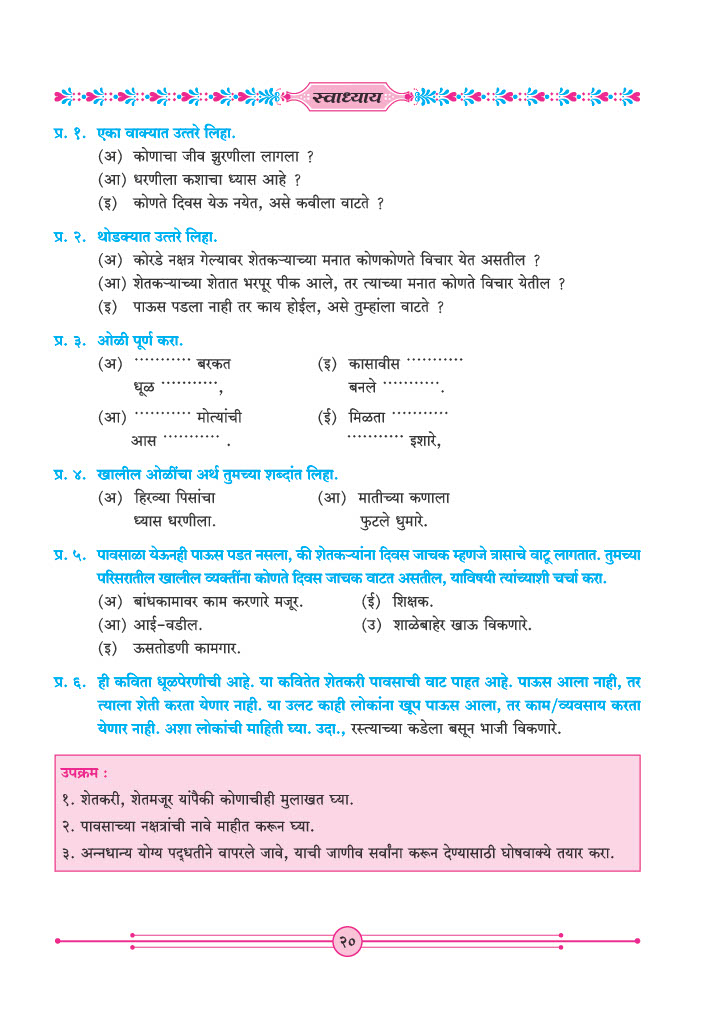 स्वाध्याय
प्र. १. एका वाक्यात उत्तरे लिहा.
(अ) कोणाचा जीव झुरणीला लागला ?
(आ) धरणीला कशाचा ध्यास आहे ?
(इ) कोणते दिवस येऊ नयेत, असे कवीला वाटते ?
प्र. २. थोडक्यात उत्तरे लिहा.
(अ) कोरडे नक्षत्र गेल्यावर शेतकऱ्याच्या मनात कोणकोणते विचार येत असतील ?
(आ) शेतकऱ्याच्या शेतात भरपूर पीक आले, तर त्याच्या मनात कोणते विचार येतील ?
(इ) पाऊस पडला नाही तर काय होईल, असे तुम्हांला वाटते ?
प्र. ३. ओळी पूर्ण करा.
(अ) ........... बरकत (इ) कासावीस ...........
धूळ ..........., बनले ...........
(आ) ........... मोत्यांची (ई) मिळता ...........
आस ........... . ........... इशारे,
प्र. ४. खालील ओळींचा अर्थ तुमच्या शब्दांत लिहा.
(अ) हिरव्या पिसांचा (आ) मातीच्या कणाला
ध्यास धरणीला. फुटले धुमारे.
प्र. ५. पावसाळा येऊनही पाऊस पडत नसला, की शेतकऱ्यांना दिवस जाचक म्हणजे त्रासाचे वाटू लागतात. तुमच्या
परिसरातील खालील व्यक्तींना कोणते दिवस जाचक वाटत असतील, याविषयी त्यांच्याशी चर्चा करा.
(अ) बांधकामावर काम करणारे मजूर. (ई) शिक्षक.
(आ) आई-वडील. (उ) शाळेबाहेर खाऊ विकणारे.
(इ) ऊसतोडणी कामगार.
प्र. ६. ही कविता धूळपेरणीची आहे. या कवितेत शेतकरी पावसाची वाट पाहत आहे. पाऊस आला नाही, तर
त्याला शेती करता येणार नाही. या उलट काही लोकांना खूप पाऊस आला, तर काम/व्यवसाय करता
येणार नाही. अशा लोकांची माहिती घ्या. उदा., रस्त्याच्या कडेला बसून भाजी विकणारे.
उपक्रम :
१. शेतकरी, शेतमजूर यांपैकी कोणाचीही मुलाखत घ्या.
२. पावसाच्या नक्षत्रांची नावे माहीत करून घ्या.
३. अन्नधान्य योग्य पद्धतीने वापरले जावे, याची जाणीव सर्वांना करून देण्यासाठी घोषवाक्ये तयार करा.
२०